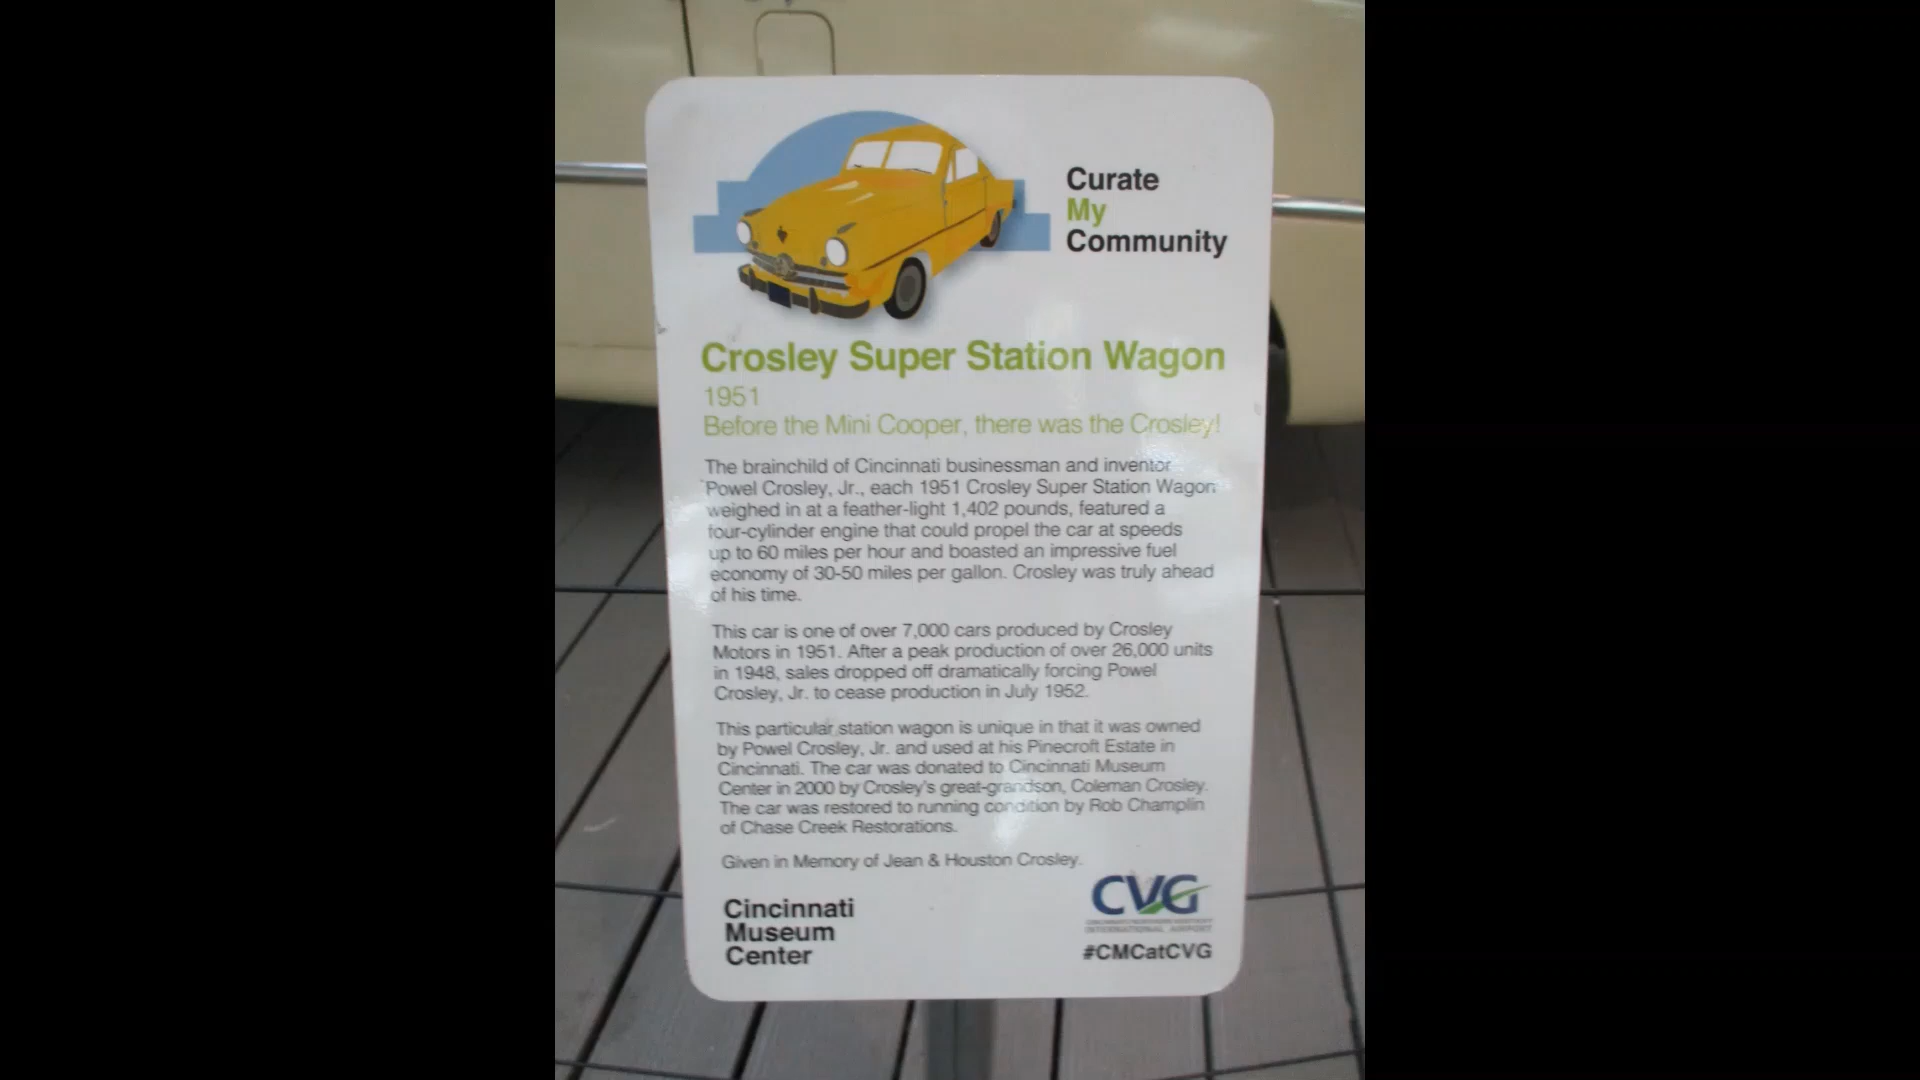 Curate
My
Community
Crosley Super Station Wagon
1951
Before the Mini Cooper, there was the Crosley!
The brainchild of Cincinnati businessman and inventor
Powel Crosley, Jr., each 1951 Crosley Super Station Wagon
weighed in at a feather-light 1,402 pounds, featured a
four-cylinder engine that could propel the car at speeds
up to 60 miles per hour and boasted an impressive fuel
economy of 30-50 miles per gallon. Crosley was truly ahead
of his time.
This car is one of over 7,000 cars produced by Crosley
Motors in 1951. After a peak production of over 26,000 units
in 1948, sales dropped off dramatically forcing Powel
Crosley, Jr. to cease production in July 1952.
This particular station wagon is unique in that it was owned
by Powel Crosley, Jr. and used at his Pinecroft Estate in
Cincinnati. The car was donated to Cincinnati Museum
Center in 2000 by Crosley's great-grandson, Coleman Crosley.
The car was restored to running condition by Rob Champlin
of Chase Creek Restorations.
Given in Memory of Jean & Houston Crosley.
Cincinnati
Museum
Center
CVG
INTERNATIONAL AIRPORT
#CMCatCVG